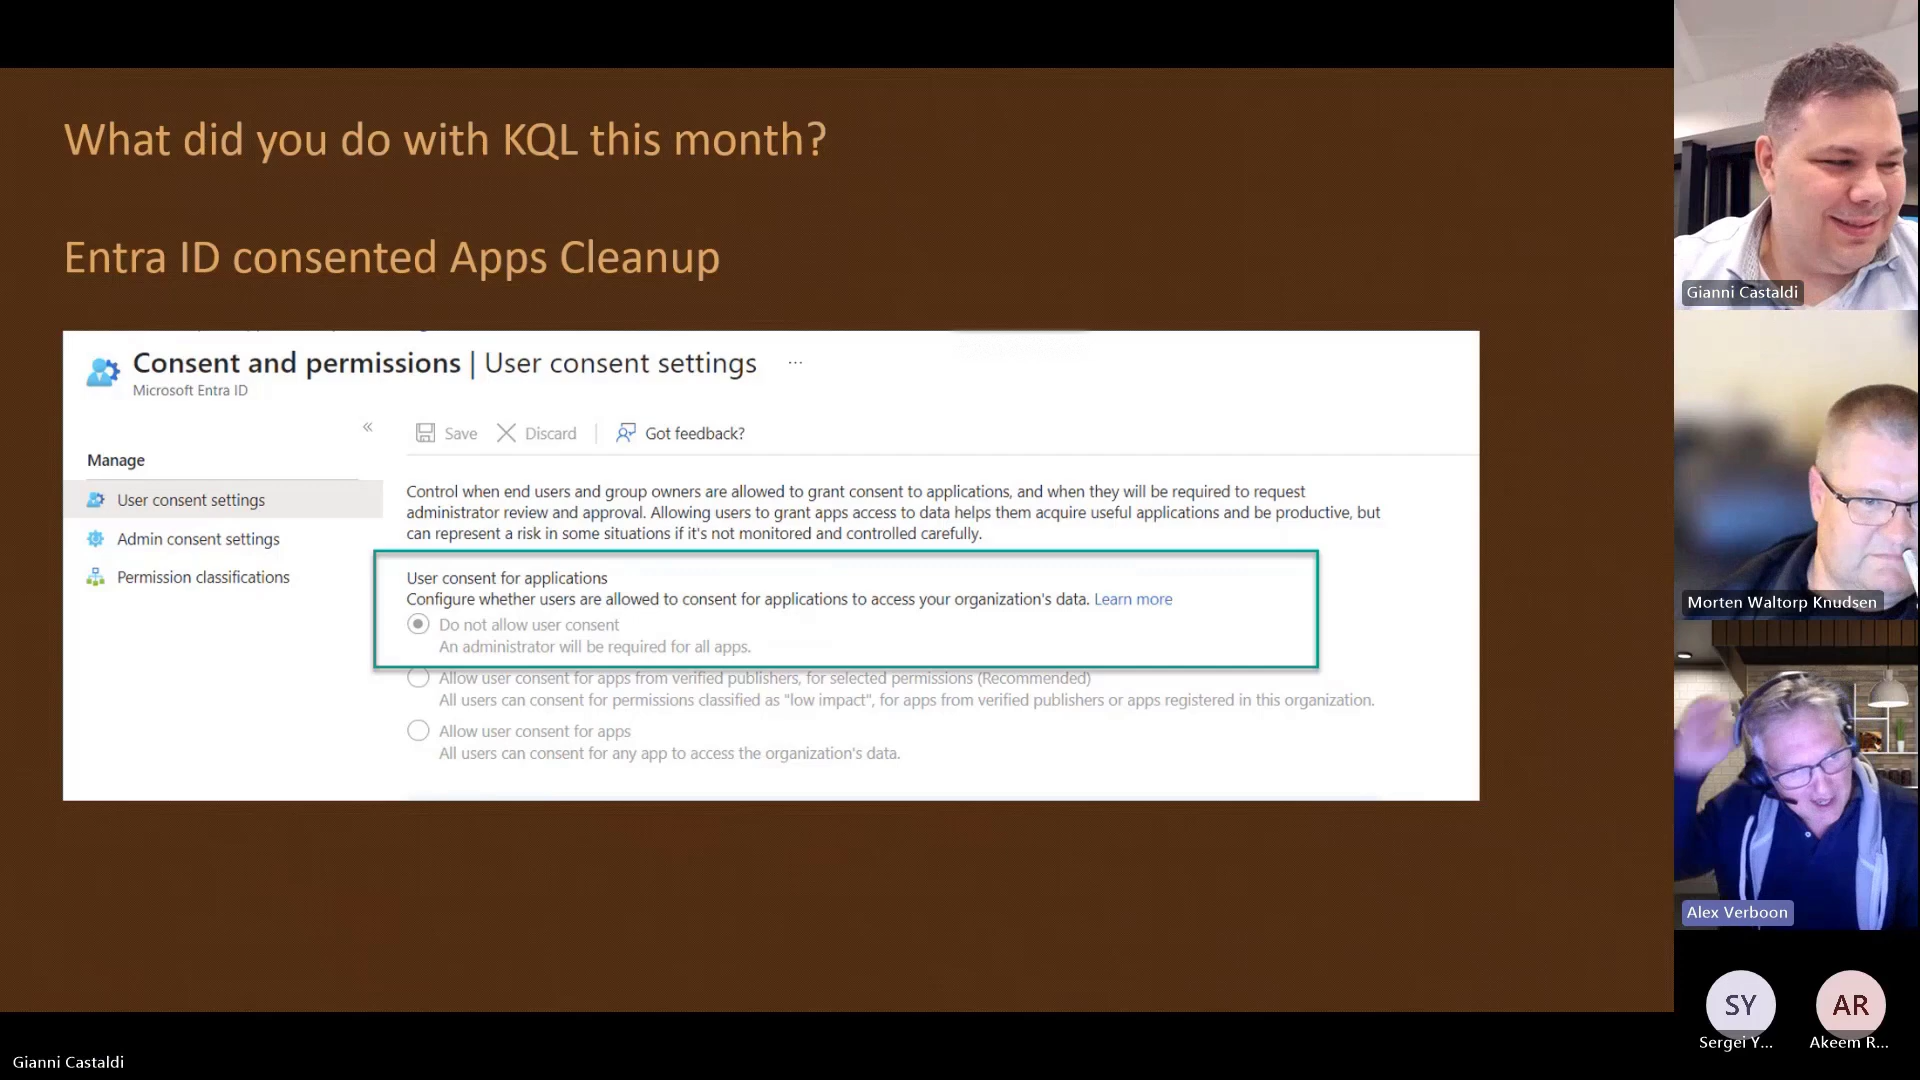 What did you do with KQL this month?
Entra ID consented Apps Cleanup
Consent and permissions | User consent settings ...
Microsoft Entra ID
«
Save Discard | Got feedback?
Manage
User consent settings
Admin consent settings
Permission classifications
Control when end users and group owners are allowed to grant consent to applications, and when they will be required to request
administrator review and approval. Allowing users to grant apps access to data helps them acquire useful applications and be productive, but
can represent a risk in some situations if it's not monitored and controlled carefully.
User consent for applications
Configure whether users are allowed to consent for applications to access your organization's data. Learn more
Do not allow user consent
An administrator will be required for all apps.
Allow user consent for apps from verified publishers, for selected permissions (Recommended)
All users can consent for permissions classified as "low impact", for apps from verified publishers or apps registered in this organization.
Allow user consent for apps
All users can consent for any app to access the organization's data.
Gianni Castaldi
Morten Waltorp Knudsen
Alex Verboon
SY
AR
Sergei Y...
Akeem R...
Gianni Castaldi